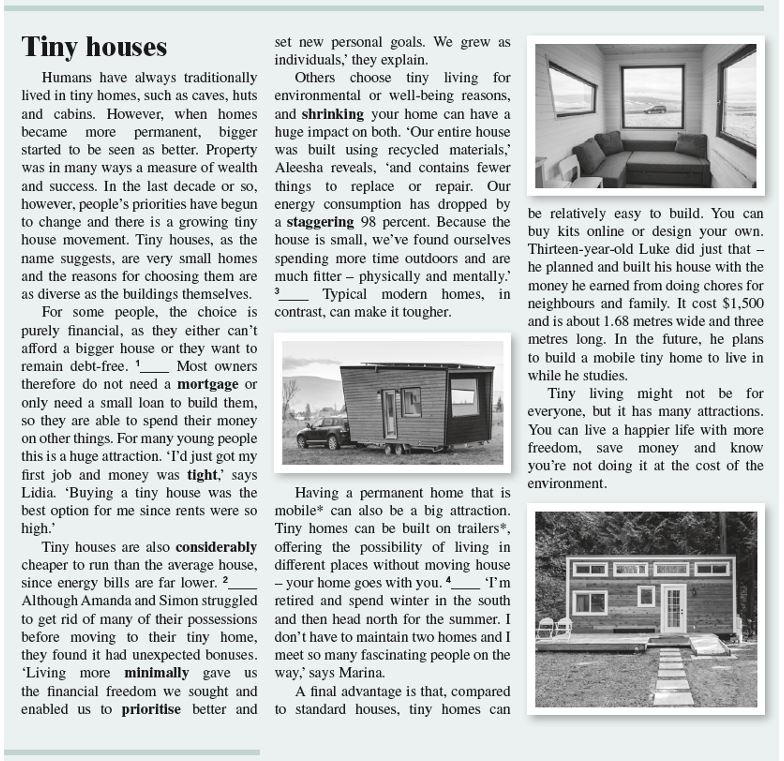 Tiny houses
Humans have always traditionally
lived in tiny homes, such as caves, huts
and cabins. However, when homes
became more permanent, bigger
started to be seen as better. Property
was in many ways a measure of wealth
and success. In the last decade or so,
however, people's priorities have begun
to change and there is a growing tiny
house movement. Tiny houses, as the
name suggests, are very small homes
and the reasons for choosing them are
as diverse as the buildings themselves.
For some people, the choice is
purely financial, as they either can't
afford a bigger house or they want to
remain debt-free. ¹____ Most owners
therefore do not need a mortgage or
only need a small loan to build them,
so they are able to spend their money
on other things. For many young people
this is a huge attraction. ‘I'd just got my
first job and money was tight,’ says
Lidia. ‘Buying a tiny house was the
best option for me since rents were so
high.’
Tiny houses are also considerably
cheaper to run than the average house,
since energy bills are far lower. ²____
Although Amanda and Simon struggled
to get rid of many of their possessions
before moving to their tiny home,
they found it had unexpected bonuses.
‘Living more minimally gave us
the financial freedom we sought and
enabled us to prioritise better and
set new personal goals. We grew as
individuals,’ they explain.
Others choose tiny living for
environmental or well-being reasons,
and shrinking your home can have a
huge impact on both. ‘Our entire house
was built using recycled materials,’
Aleesha reveals, ‘and contains fewer
things to replace or repair. Our
energy consumption has dropped by
a staggering 98 percent. Because the
house is small, we've found ourselves
spending more time outdoors and are
much fitter – physically and mentally.’
³____ Typical modern homes, in
contrast, can make it tougher.
Having a permanent home that is
mobile* can also be a big attraction.
Tiny homes can be built on trailers*,
offering the possibility of living in
different places without moving house
– your home goes with you. ⁴____ ‘I'm
retired and spend winter in the south
and then head north for the summer. I
don't have to maintain two homes and I
meet so many fascinating people on the
way,’ says Marina.
A final advantage is that, compared
to standard houses, tiny homes can
be relatively easy to build. You can
buy kits online or design your own.
Thirteen-year-old Luke did just that –
he planned and built his house with the
money he earned from doing chores for
neighbours and family. It cost $1,500
and is about 1.68 metres wide and three
metres long. In the future, he plans
to build a mobile tiny home to live in
while he studies.
Tiny living might not be for
everyone, but it has many attractions.
You can live a happier life with more
freedom, save money and know
you're not doing it at the cost of the
environment.